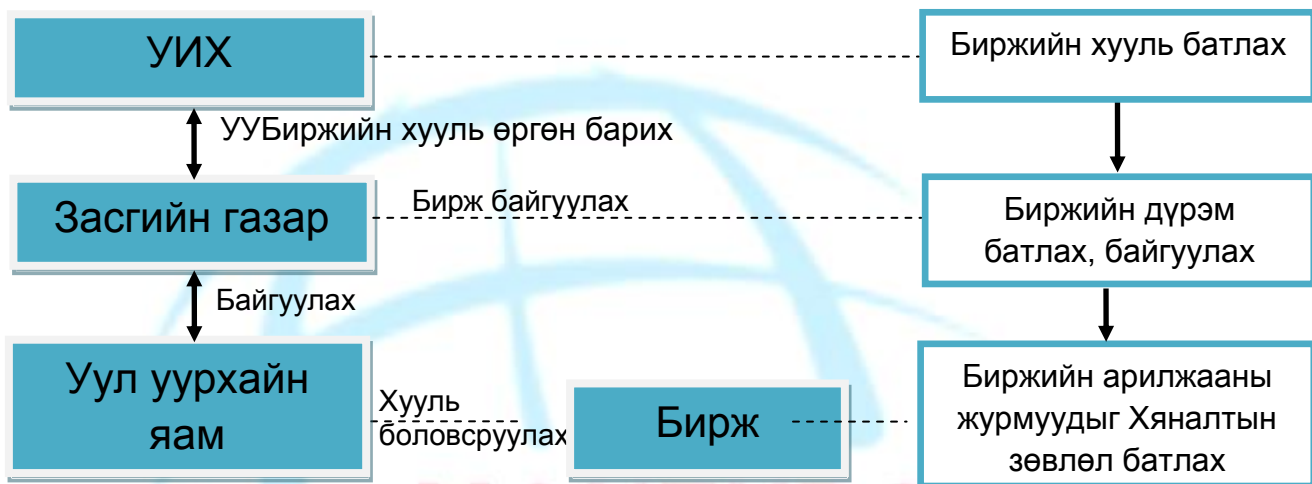 УИХ
Биржийн хууль батлах
УУБиржийн хууль өргөн барих
Засгийн газар
Бирж байгуулах
Биржийн дүрэм
батлах, байгуулах
Байгуулах
Уул уурхайн
яам
Хууль
боловсруулах
Бирж
Биржийн арилжааны
журмуудыг Хяналтын
зөвлөл батлах